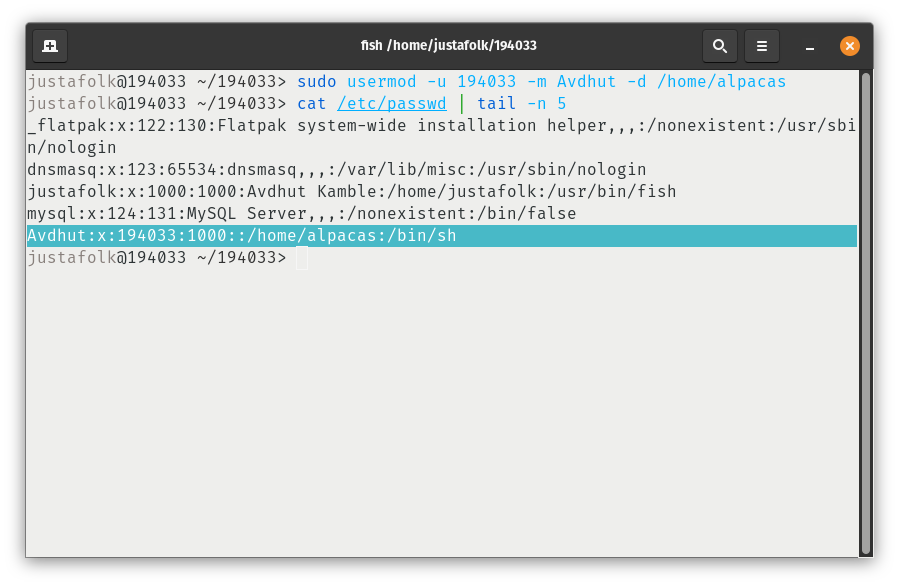 fish /home/justafolk/194033
justafolk@194033 ~/194033> sudo usermod -u 194033 -m Avdhut -d /home/alpacas
justafolk@194033 ~/194033> cat /etc/passwd | tail -n 5
_flatpak:x:122:130:Flatpak system-wide installation helper,,,:/nonexistent:/usr/sbi
n/nologin
dnsmasq:x:123:65534:dnsmasq,,,:/var/lib/misc:/usr/sbin/nologin
justafolk:x:1000:1000:Avdhut Kamble:/home/justafolk:/usr/bin/fish
mysql:x:124:131:MySQL Server,,,:/nonexistent:/bin/false
Avdhut:x:194033:1000::/home/alpacas:/bin/sh
justafolk@194033 ~/194033>